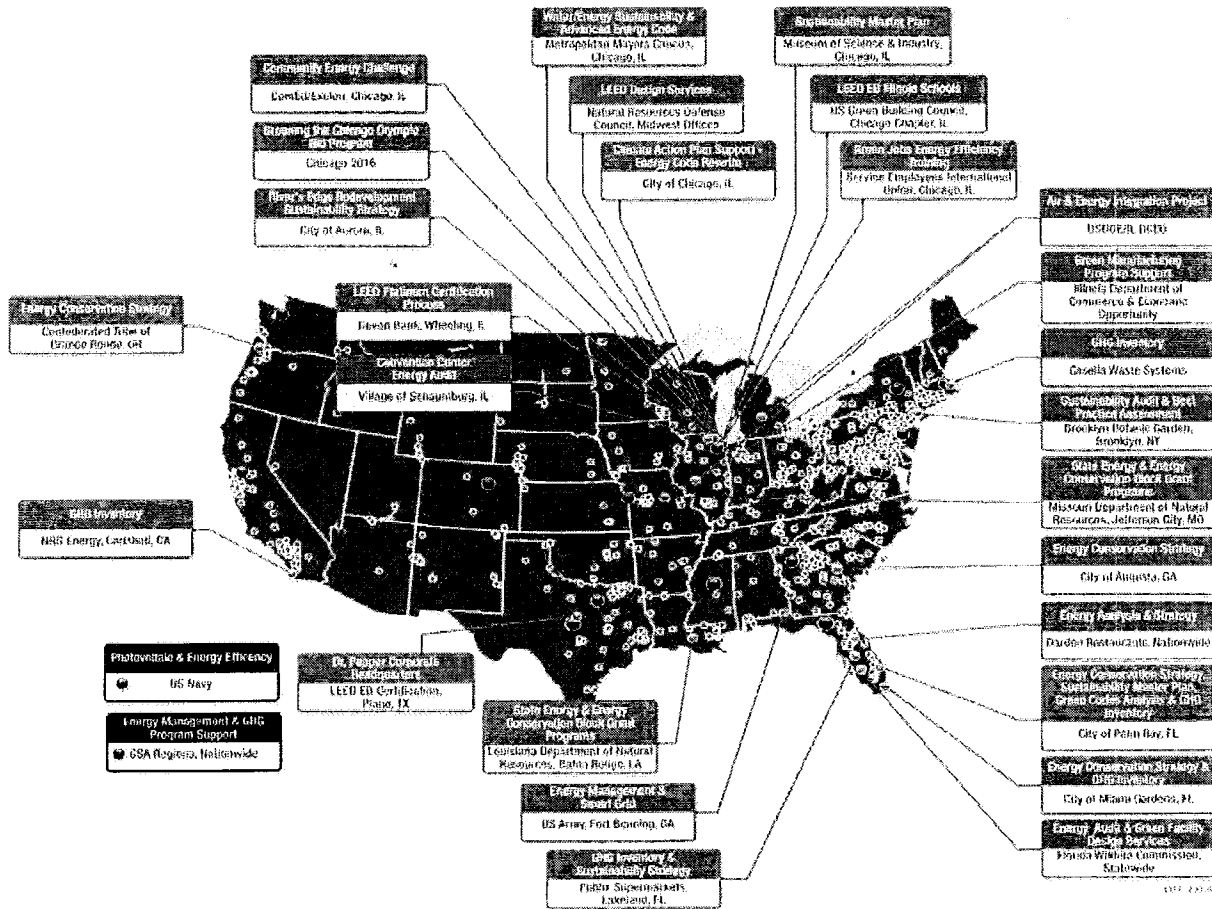 Water/Energy Sustainability &
Advanced Energy Code
Metropolitan Mayors Caucus,
Chicago, IL
Sustainability Master Plan
Museum of Science & Industry,
Chicago, IL
Community Energy Challenge
ComEd/Exelon, Chicago, IL
LEED Design Services
Natural Resources Defense
Council, Midwest Offices
LEED EB Illinois Schools
US Green Building Council,
Chicago Chapter, IL
Greening the Chicago Olympic
Bid Program
Chicago 2016
Climate Action Plan Support -
Energy Code Rewrite
City of Chicago, IL
Green Jobs Energy Efficiency
Training
Service Employees International
Union, Chicago, IL
River's Edge Redevelopment
Sustainability Strategy
City of Aurora, IL
Air & Energy Integration Project
USDOE/IL DCEO
Green Manufacturing
Program Support
Illinois Department of
Commerce & Economic
Opportunity
Energy Conservation Strategy
Confederated Tribe of
Grande Ronde, OR
LEED Platinum Certification
Process
Devon Bank, Wheeling, IL
Convention Center
Energy Audit
Village of Schaumburg, IL
GHG Inventory
Casella Waste Systems
Sustainability Audit & Best
Practice Assessment
Brooklyn Botanic Garden,
Brooklyn, NY
State Energy & Energy
Conservation Block Grant
Programs
Missouri Department of Natural
Resources, Jefferson City, MO
GHG Inventory
NRG Energy, Carlsbad, CA
Energy Conservation Strategy
City of Augusta, GA
Energy Analysis & Strategy
Darden Restaurants, Nationwide
Photovoltaic & Energy Efficiency
US Navy
Energy Management & GHG
Program Support
GSA Regions, Nationwide
Dr. Pepper Corporate
Headquarters
LEED EB Certification,
Plano, TX
State Energy & Energy
Conservation Block Grant
Programs
Louisiana Department of Natural
Resources, Baton Rouge, LA
Energy Conservation Strategy,
Sustainability Master Plan,
Green Codes Analysis & GHG
Inventory
City of Palm Bay, FL
Energy Conservation Strategy &
GHG Inventory
City of Miami Gardens, FL
Energy Management &
Smart Grid
US Army, Fort Benning, GA
Energy Audit & Green Facility
Design Services
Florida Wildlife Commission,
Statewide
GHG Inventory &
Sustainability Strategy
Publix Supermarkets,
Lakeland, FL